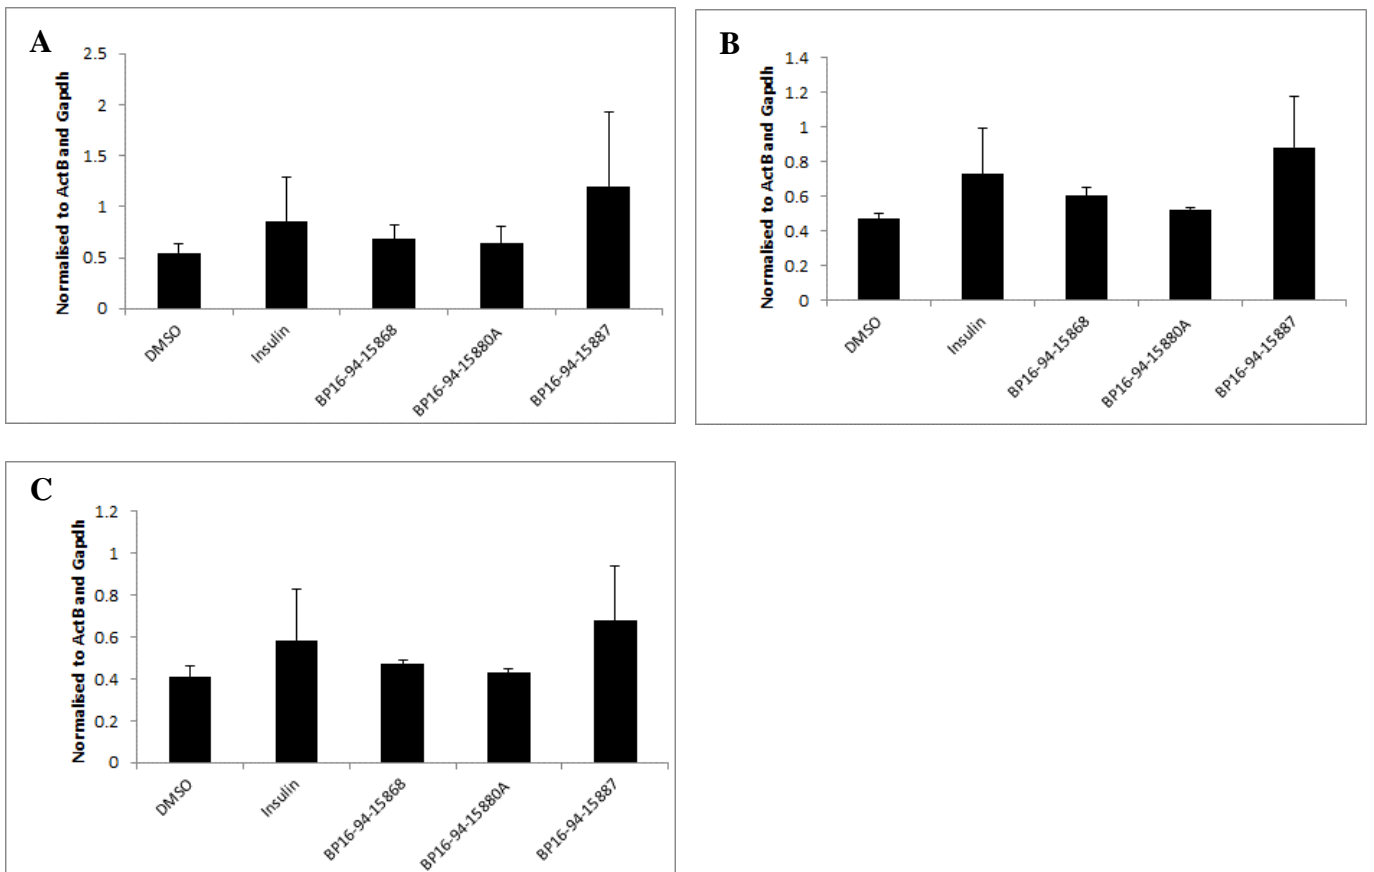 A
Normalised to ActB and Gapdh
2.5
2
1.5
1
0.5
0
DMSO
Insulin
BP16-94-15868
BP16-94-15880A
BP16-94-15887
B
Normalised to ActB and Gapdh
1.4
1.2
1
0.8
0.6
0.4
0.2
0
DMSO
Insulin
BP16-94-15868
BP16-94-15880A
BP16-94-15887
C
Normalised to ActB and Gapdh
1.2
1
0.8
0.6
0.4
0.2
0
DMSO
Insulin
BP16-94-15868
BP16-94-15880A
BP16-94-15887